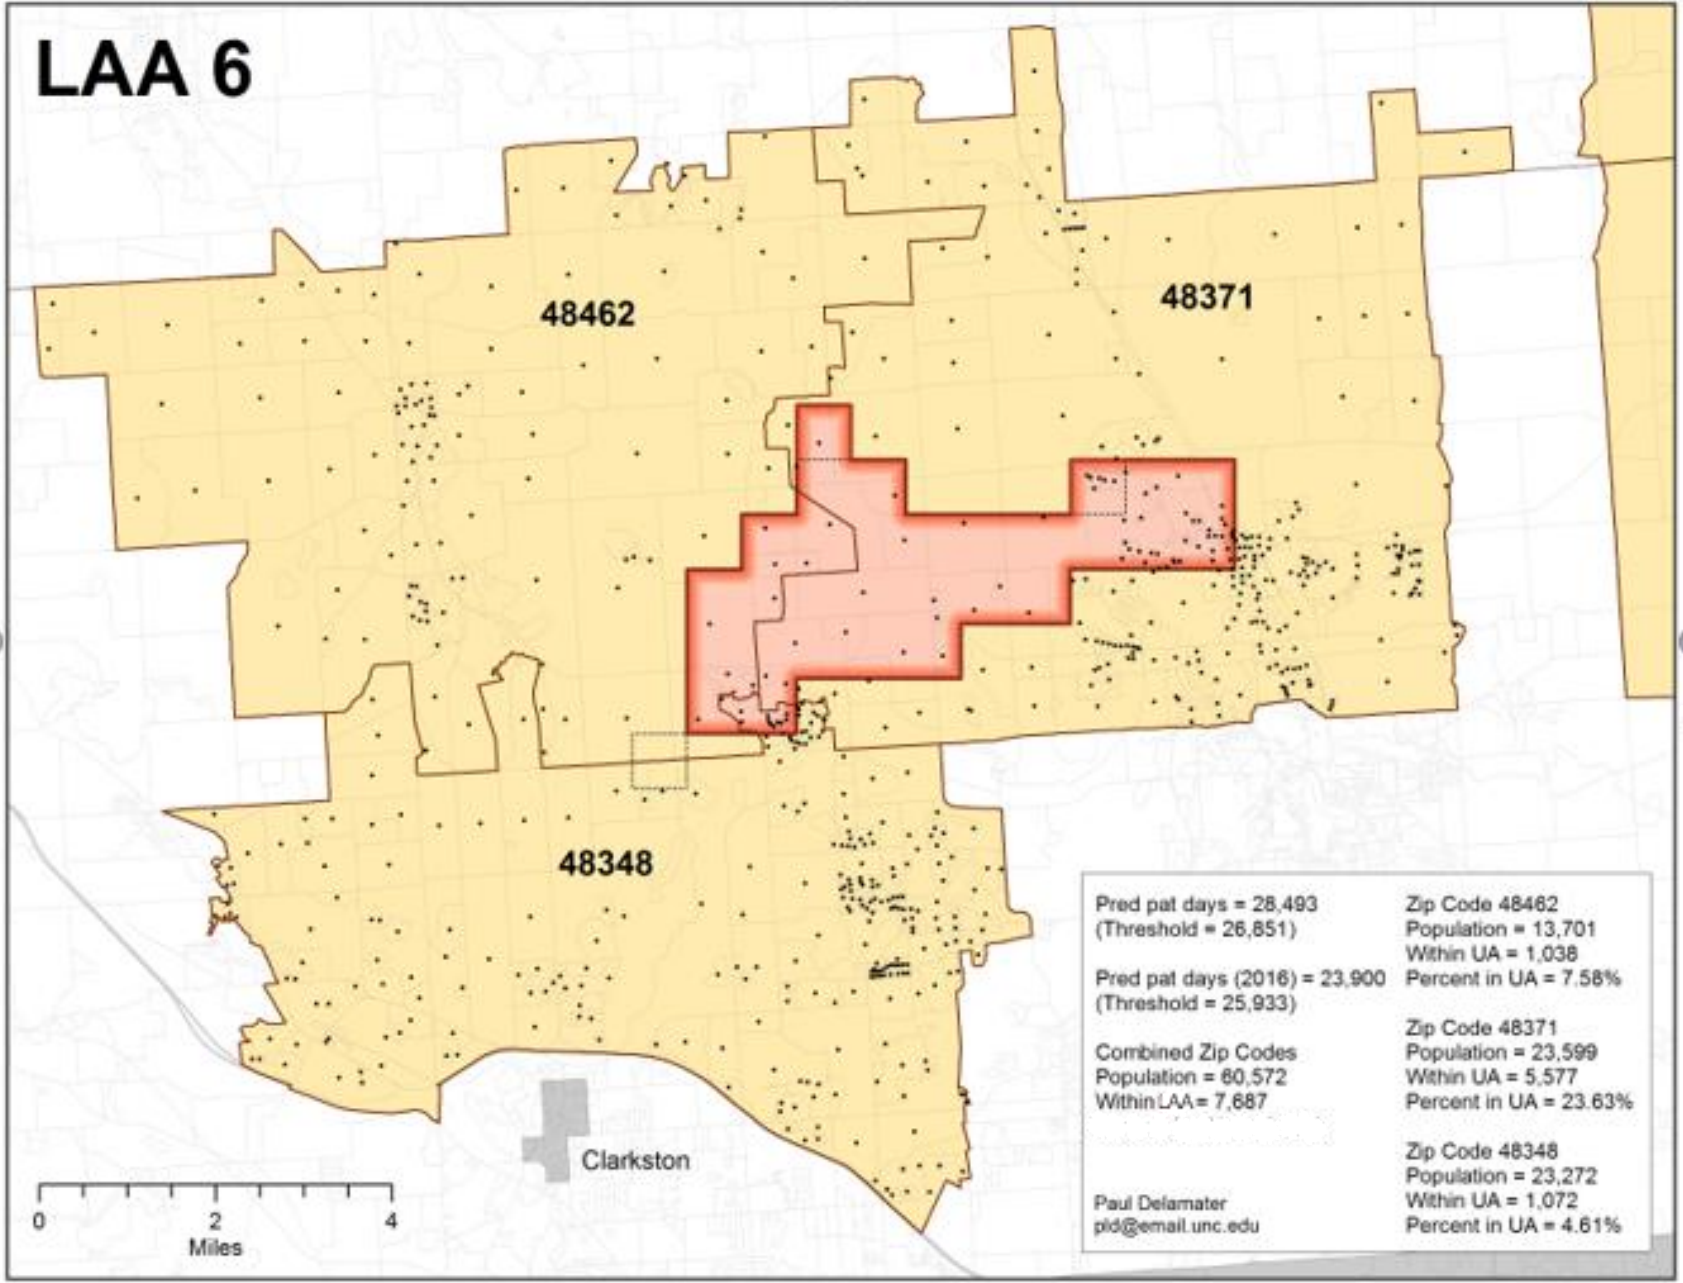 LAA 6
48462
48371
48348
Clarkston
0 2 4
Miles
Pred pat days = 28,493
(Threshold = 26,851)
Pred pat days (2016) = 23,900
(Threshold = 25,933)
Combined Zip Codes
Population = 60,572
Within LAA = 7,687
Paul Delamater
pld@email.unc.edu
Zip Code 48462
Population = 13,701
Within UA = 1,038
Percent in UA = 7.58%
Zip Code 48371
Population = 23,599
Within UA = 5,577
Percent in UA = 23.63%
Zip Code 48348
Population = 23,272
Within UA = 1,072
Percent in UA = 4.61%